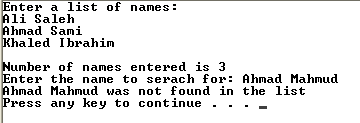 Enter a list of names:
Ali Saleh
Ahmad Sami
Khaled Ibrahim
Number of names entered is 3
Enter the name to serach for: Ahmad Mahmud
Ahmad Mahmud was not found in the list
Press any key to continue . . . _